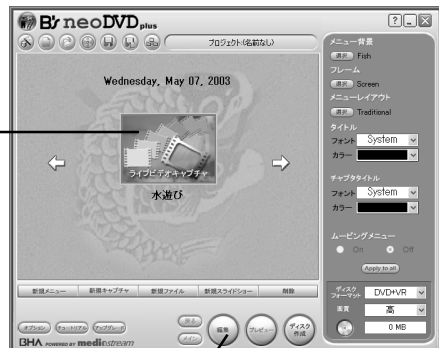 B's neoDVD plus
プロジェクト:(名前なし)
Wednesday, May 07, 2003
ライブビデオキャプチャ
水遊び
新規メニュー 新規キャプチャ 新規ファイル 新規スライドショー 削除
オプション チュートリアル アップグレード
戻る
メイン
編集
プレビュー
ディスク作成
BHA POWERED BY mediostream
メニュー背景
選択 Fish
フレーム
選択 Screen
メニューレイアウト
選択 Traditional
タイトル
フォント System
カラー
チャプタタイトル
フォント System
カラー
ムービングメニュー
On Off
Apply to all
ディスクフォーマット DVD+VR
画質 高
0 MB